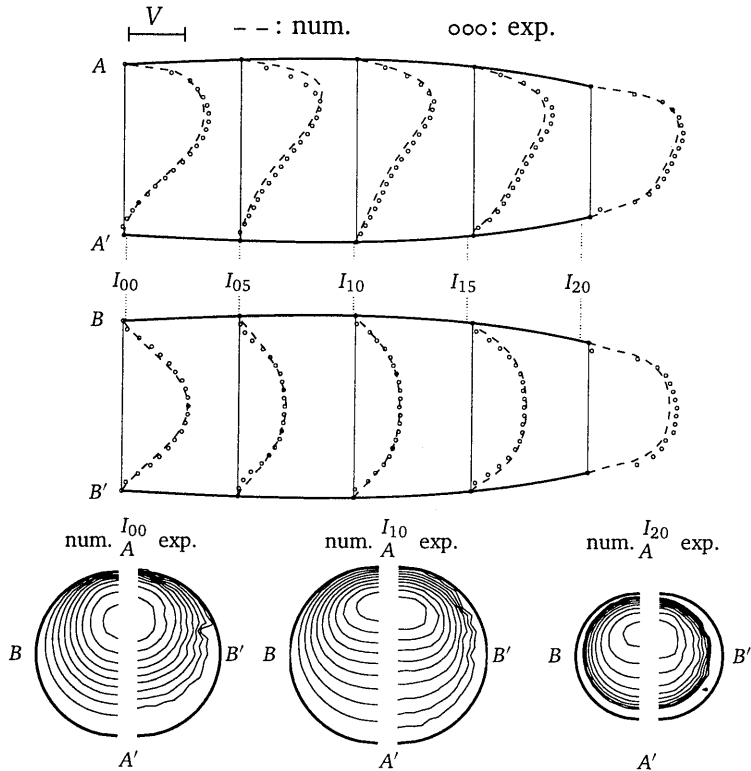 V – – : num. ooo: exp.
A
A′
I₀₀ I₀₅ I₁₀ I₁₅ I₂₀
B
B′
I₀₀ I₁₀ I₂₀
num. A exp. num. A exp. num. A exp.
B B′ B B′ B B′
A′ A′ A′